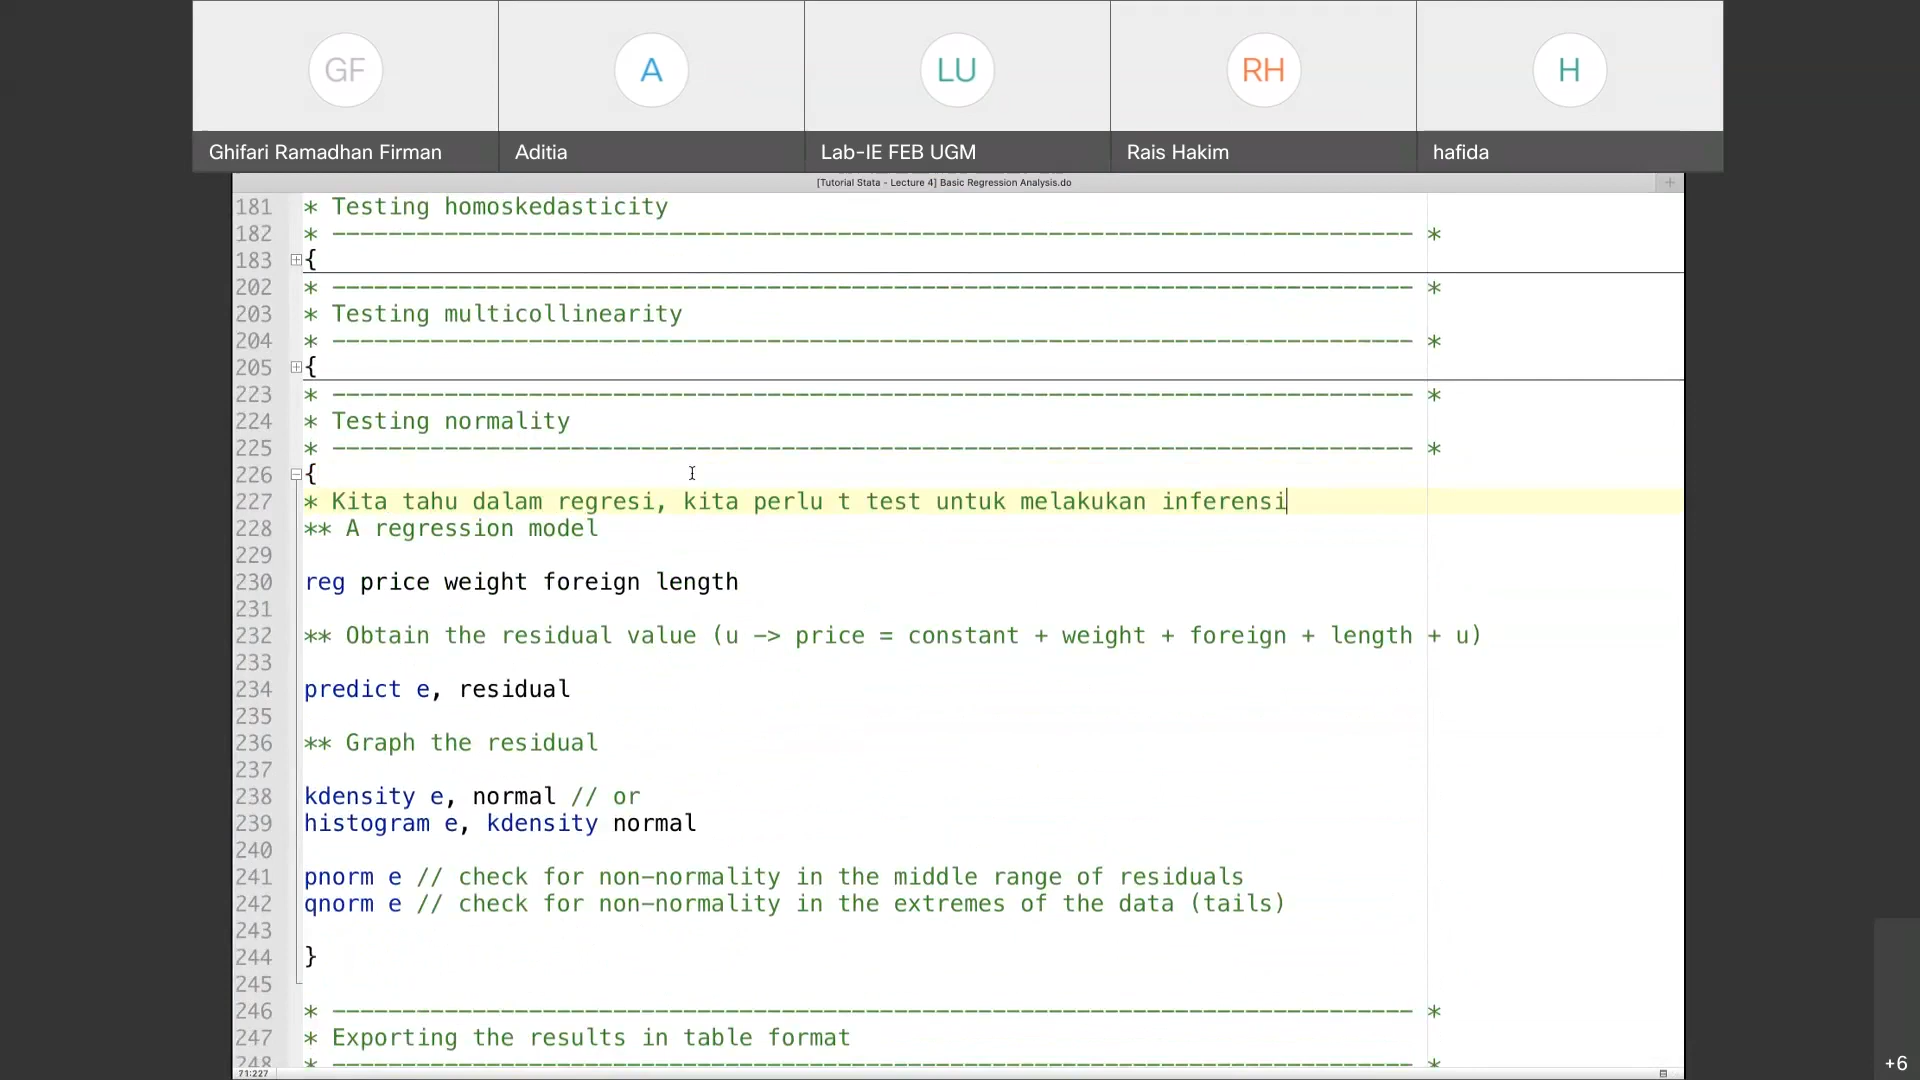 GF
A
LU
RH
H
Ghifari Ramadhan Firman
Aditia
Lab-IE FEB UGM
Rais Hakim
hafida
[Tutorial Stata - Lecture 4] Basic Regression Analysis.do
181 * Testing homoskedasticity
182 * ----------------------------------------------------------------------------- *
183 {
202 * ----------------------------------------------------------------------------- *
203 * Testing multicollinearity
204 * ----------------------------------------------------------------------------- *
205 {
223 * ----------------------------------------------------------------------------- *
224 * Testing normality
225 * ----------------------------------------------------------------------------- *
226 {
227 * Kita tahu dalam regresi, kita perlu t test untuk melakukan inferensi
228 ** A regression model
229
230 reg price weight foreign length
231
232 ** Obtain the residual value (u -> price = constant + weight + foreign + length + u)
233
234 predict e, residual
235
236 ** Graph the residual
237
238 kdensity e, normal // or
239 histogram e, kdensity normal
240
241 pnorm e // check for non-normality in the middle range of residuals
242 qnorm e // check for non-normality in the extremes of the data (tails)
243
244 }
245
246 * ----------------------------------------------------------------------------- *
247 * Exporting the results in table format
248 * ----------------------------------------------------------------------------- *
71:227
+6